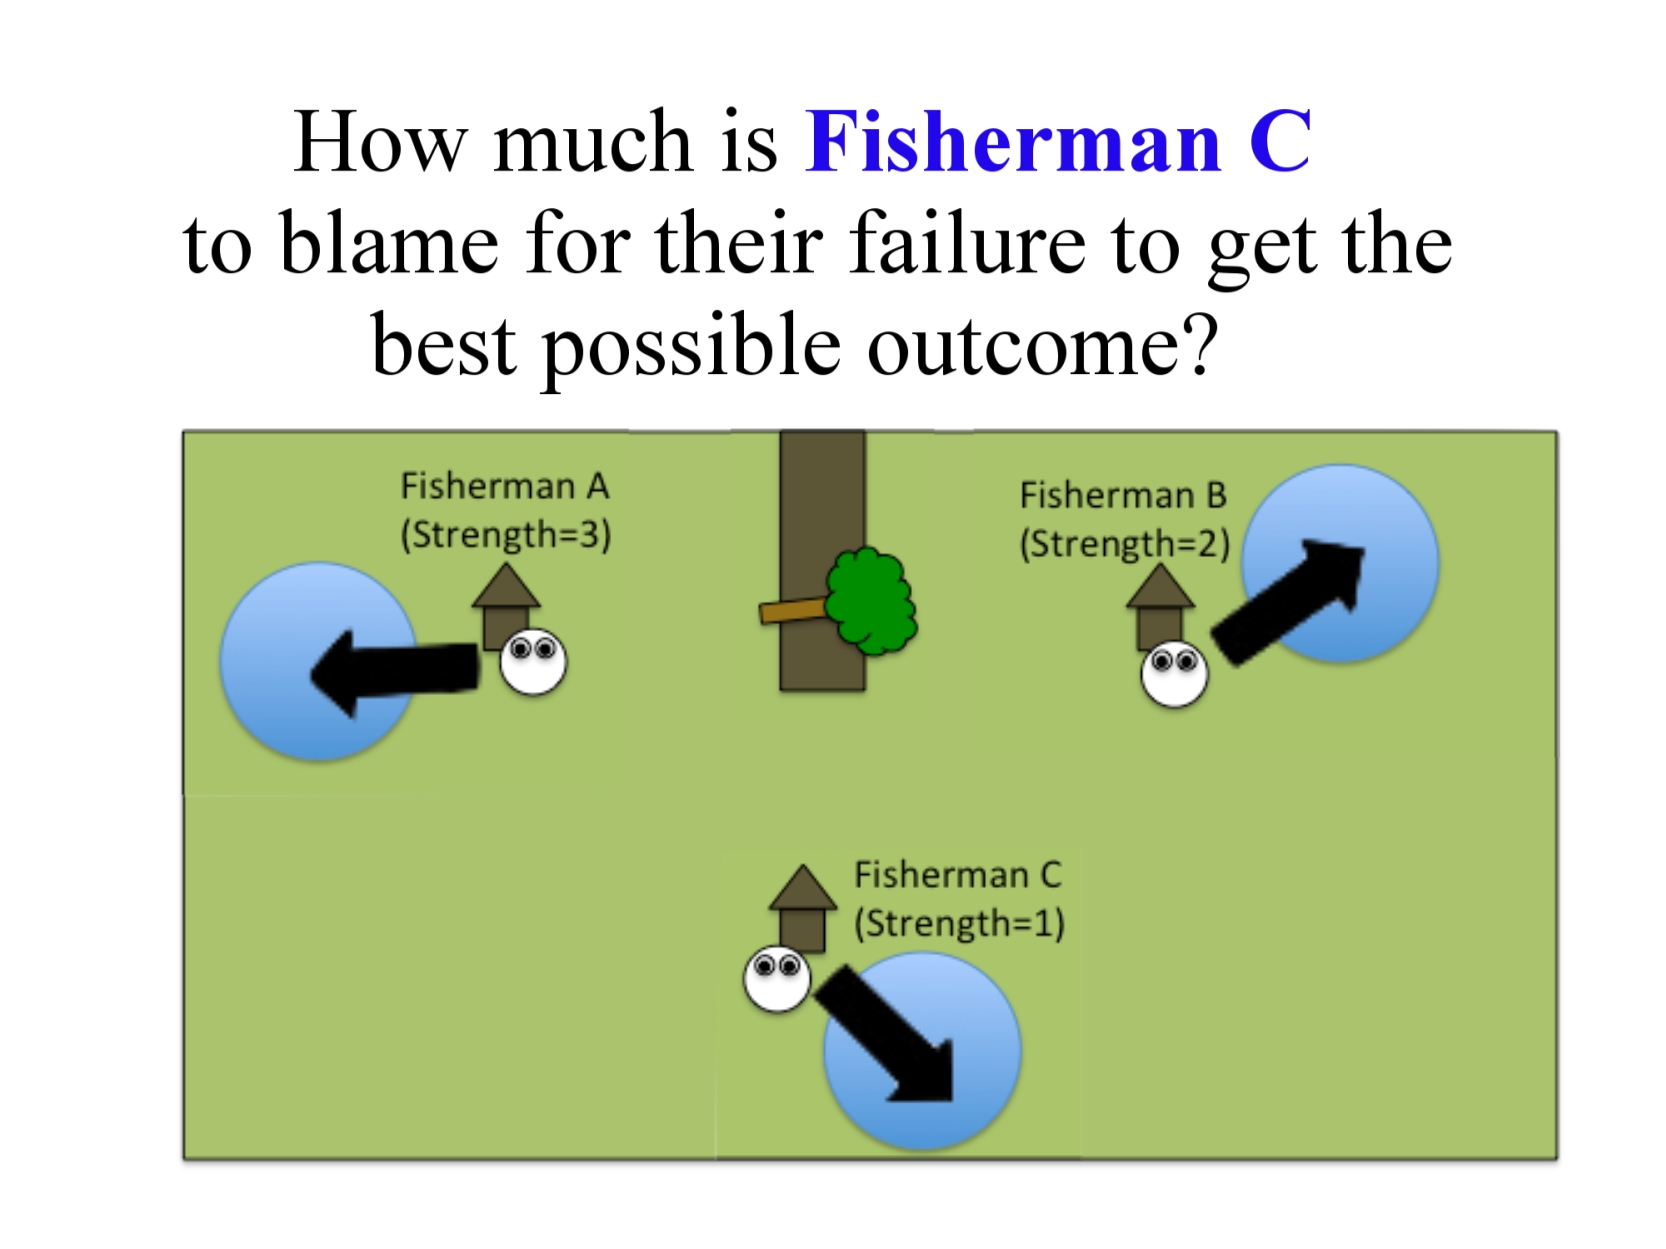 How much is Fisherman C
to blame for their failure to get the
best possible outcome?
Fisherman A
(Strength=3)
Fisherman B
(Strength=2)
Fisherman C
(Strength=1)